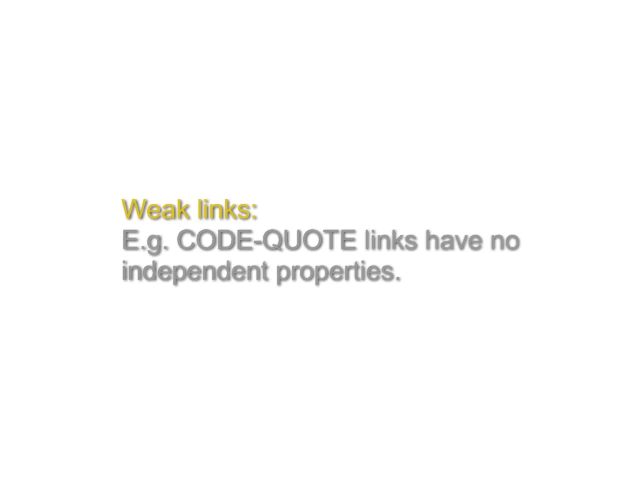 Weak links:
E.g. CODE-QUOTE links have no
independent properties.